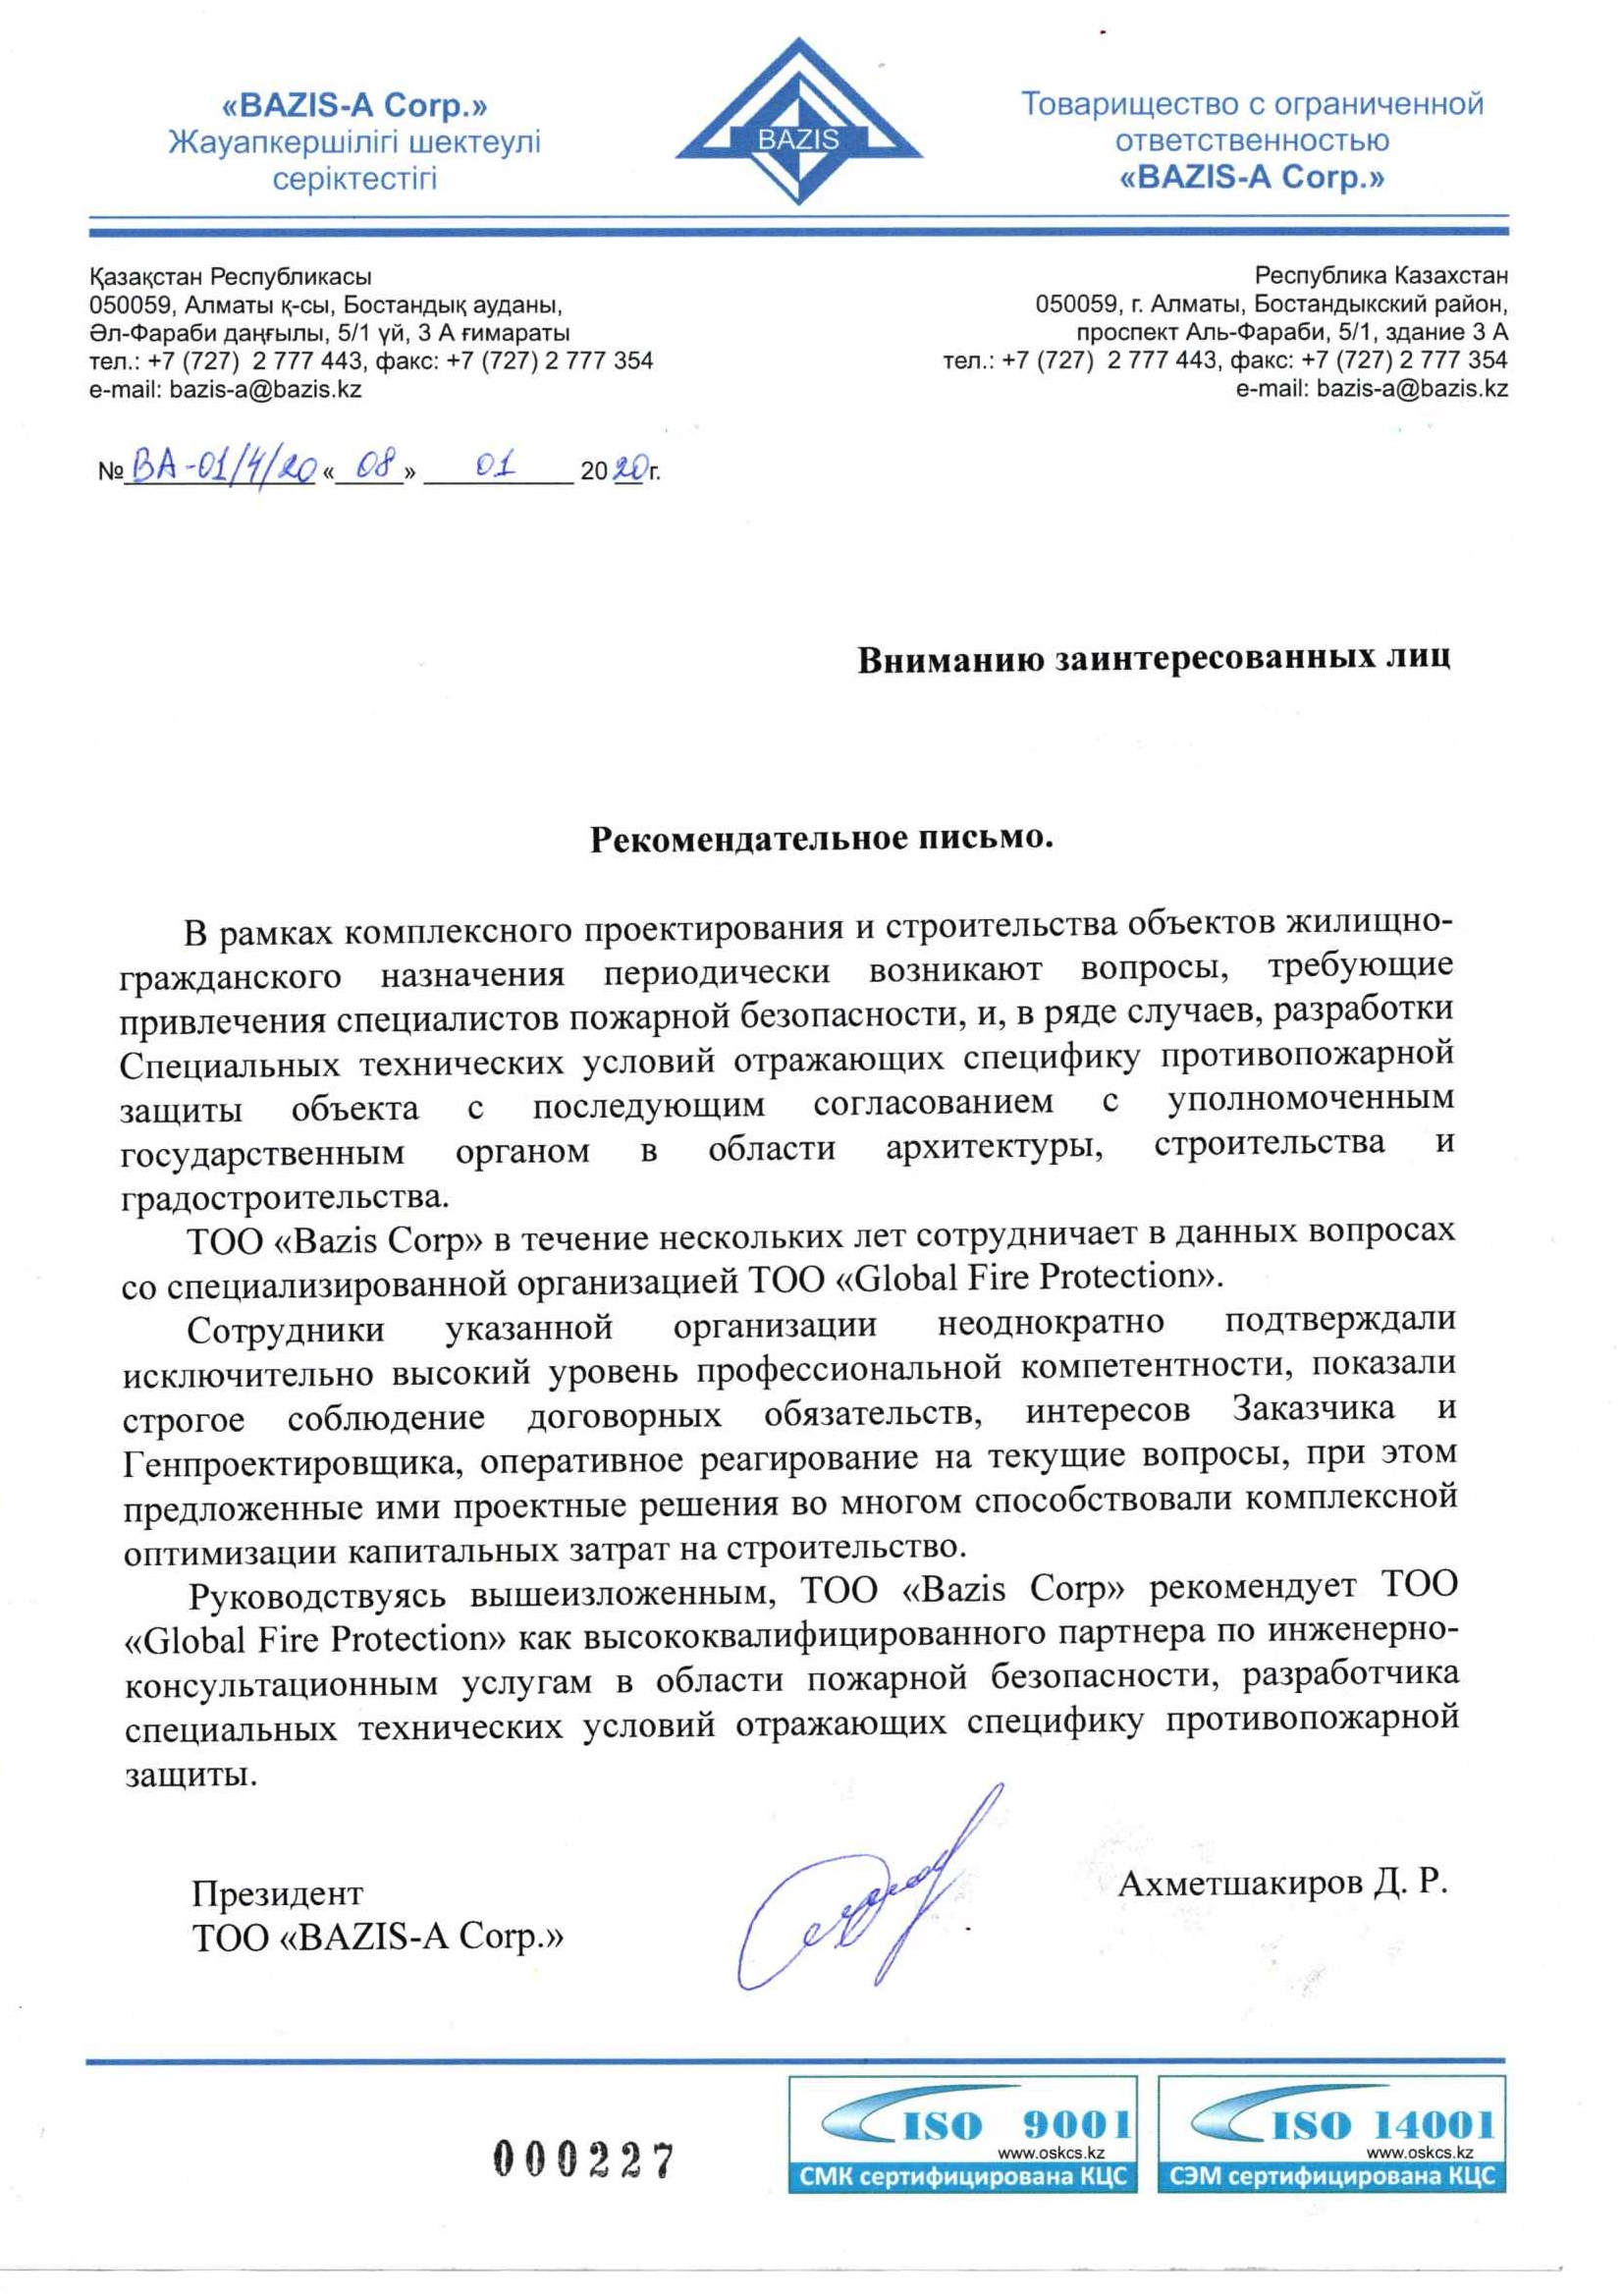 «BAZIS-A Corp.»
Жауапкершілігі шектеулі
серіктестігі
BAZIS
Товарищество с ограниченной
ответственностью
«BAZIS-A Corp.»
Қазақстан Республикасы
050059, Алматы қ-сы, Бостандық ауданы,
Әл-Фараби даңғылы, 5/1 үй, 3 А ғимараты
тел.: +7 (727) 2 777 443, факс: +7 (727) 2 777 354
e-mail: bazis-a@bazis.kz
Республика Казахстан
050059, г. Алматы, Бостандыкский район,
проспект Аль-Фараби, 5/1, здание 3 А
тел.: +7 (727) 2 777 443, факс: +7 (727) 2 777 354
e-mail: bazis-a@bazis.kz
№ ВА-01/4/20 « 08 » 01 2020 г.
Вниманию заинтересованных лиц
Рекомендательное письмо.
В рамках комплексного проектирования и строительства объектов жилищно-
гражданского назначения периодически возникают вопросы, требующие
привлечения специалистов пожарной безопасности, и, в ряде случаев, разработки
Специальных технических условий отражающих специфику противопожарной
защиты объекта с последующим согласованием с уполномоченным
государственным органом в области архитектуры, строительства и
градостроительства.
ТОО «Bazis Corp» в течение нескольких лет сотрудничает в данных вопросах
со специализированной организацией ТОО «Global Fire Protection».
Сотрудники указанной организации неоднократно подтверждали
исключительно высокий уровень профессиональной компетентности, показали
строгое соблюдение договорных обязательств, интересов Заказчика и
Генпроектировщика, оперативное реагирование на текущие вопросы, при этом
предложенные ими проектные решения во многом способствовали комплексной
оптимизации капитальных затрат на строительство.
Руководствуясь вышеизложенным, ТОО «Bazis Corp» рекомендует ТОО
«Global Fire Protection» как высококвалифицированного партнера по инженерно-
консультационным услугам в области пожарной безопасности, разработчика
специальных технических условий отражающих специфику противопожарной
защиты.
Президент
ТОО «BAZIS-A Corp.»
Ахметшакиров Д. Р.
000227
ISO 9001
www.oskcs.kz
СМК сертифицирована КЦС
ISO 14001
www.oskcs.kz
СЭМ сертифицирована КЦС